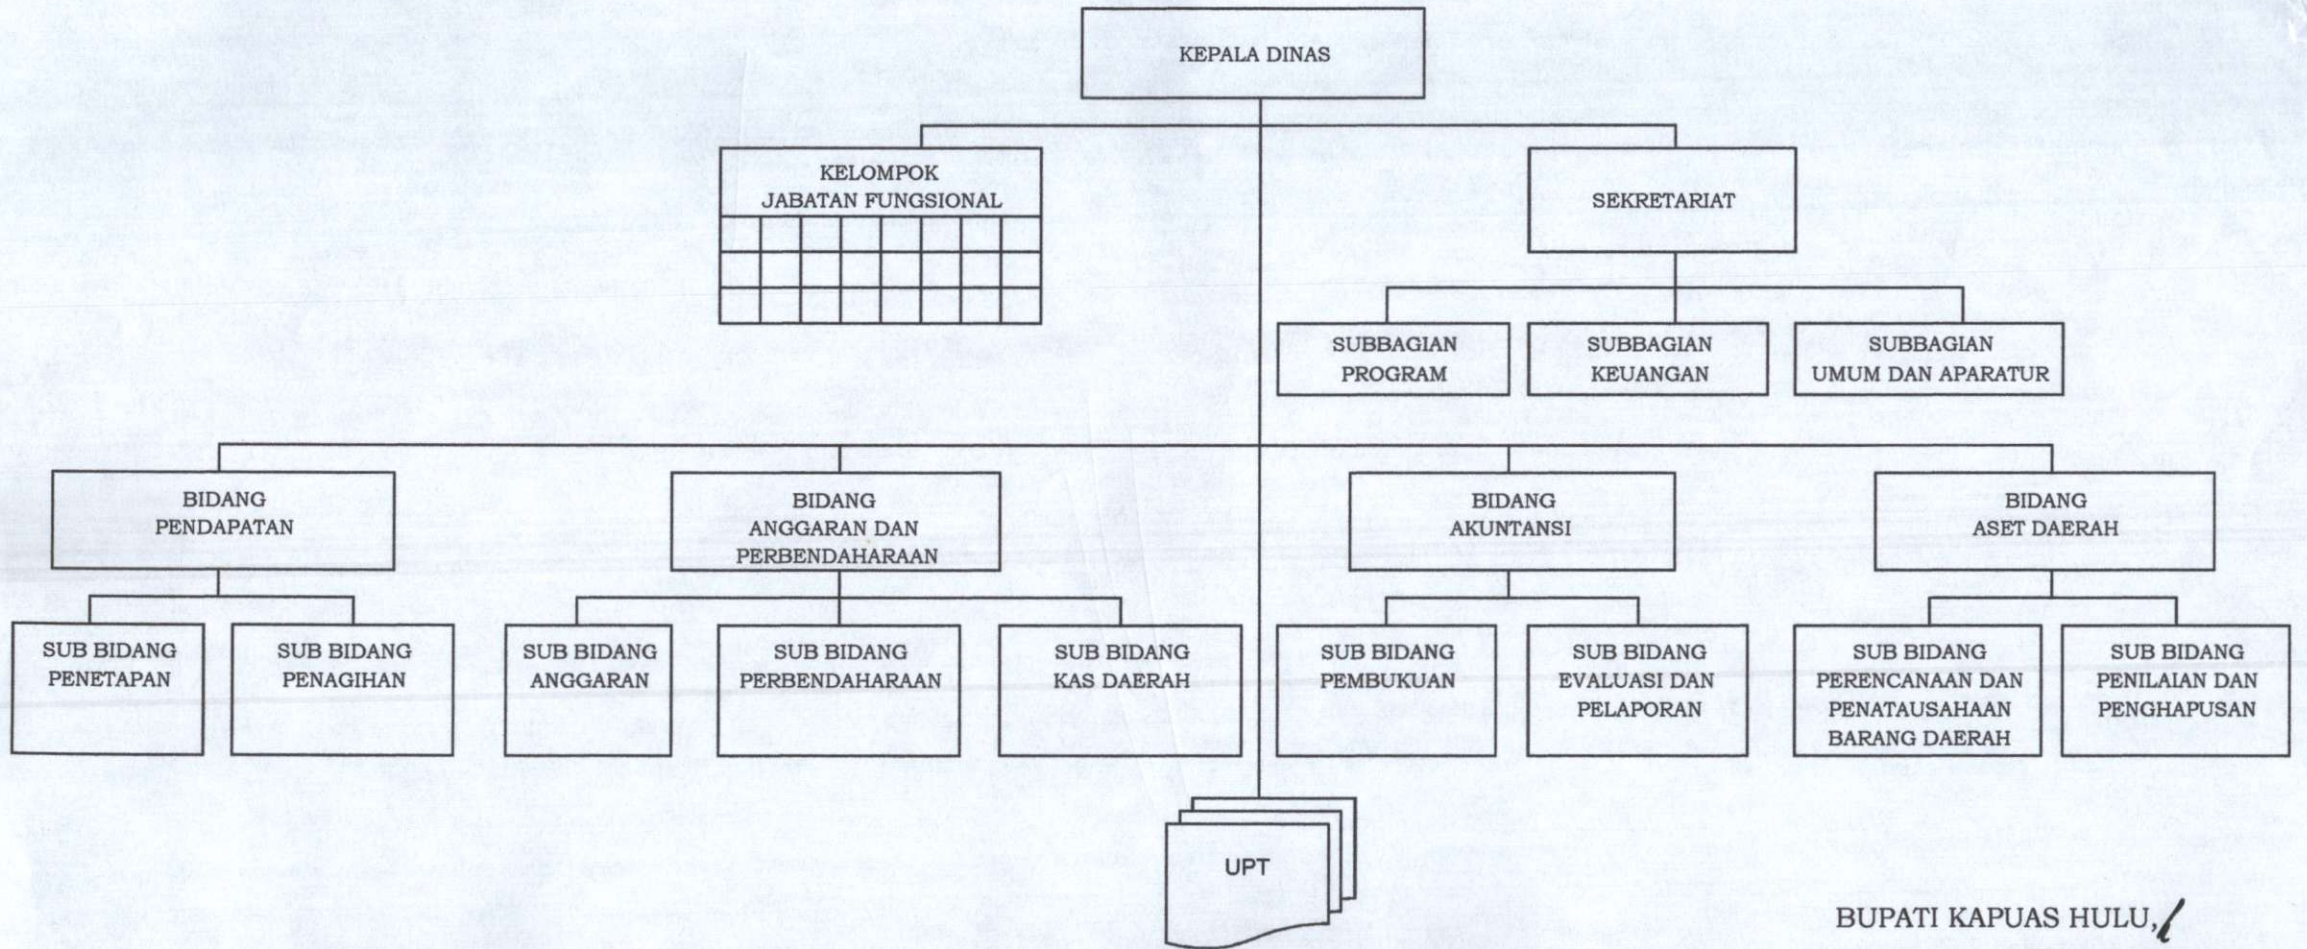 KEPALA DINAS
KELOMPOK
JABATAN FUNGSIONAL
SEKRETARIAT
SUBBAGIAN
PROGRAM
SUBBAGIAN
KEUANGAN
SUBBAGIAN
UMUM DAN APARATUR
BIDANG
PENDAPATAN
BIDANG
ANGGARAN DAN
PERBENDAHARAAN
BIDANG
AKUNTANSI
BIDANG
ASET DAERAH
SUB BIDANG
PENETAPAN
SUB BIDANG
PENAGIHAN
SUB BIDANG
ANGGARAN
SUB BIDANG
PERBENDAHARAAN
SUB BIDANG
KAS DAERAH
SUB BIDANG
PEMBUKUAN
SUB BIDANG
EVALUASI DAN
PELAPORAN
SUB BIDANG
PERENCANAAN DAN
PENATAUSAHAAN
BARANG DAERAH
SUB BIDANG
PENILAIAN DAN
PENGHAPUSAN
UPT
BUPATI KAPUAS HULU,